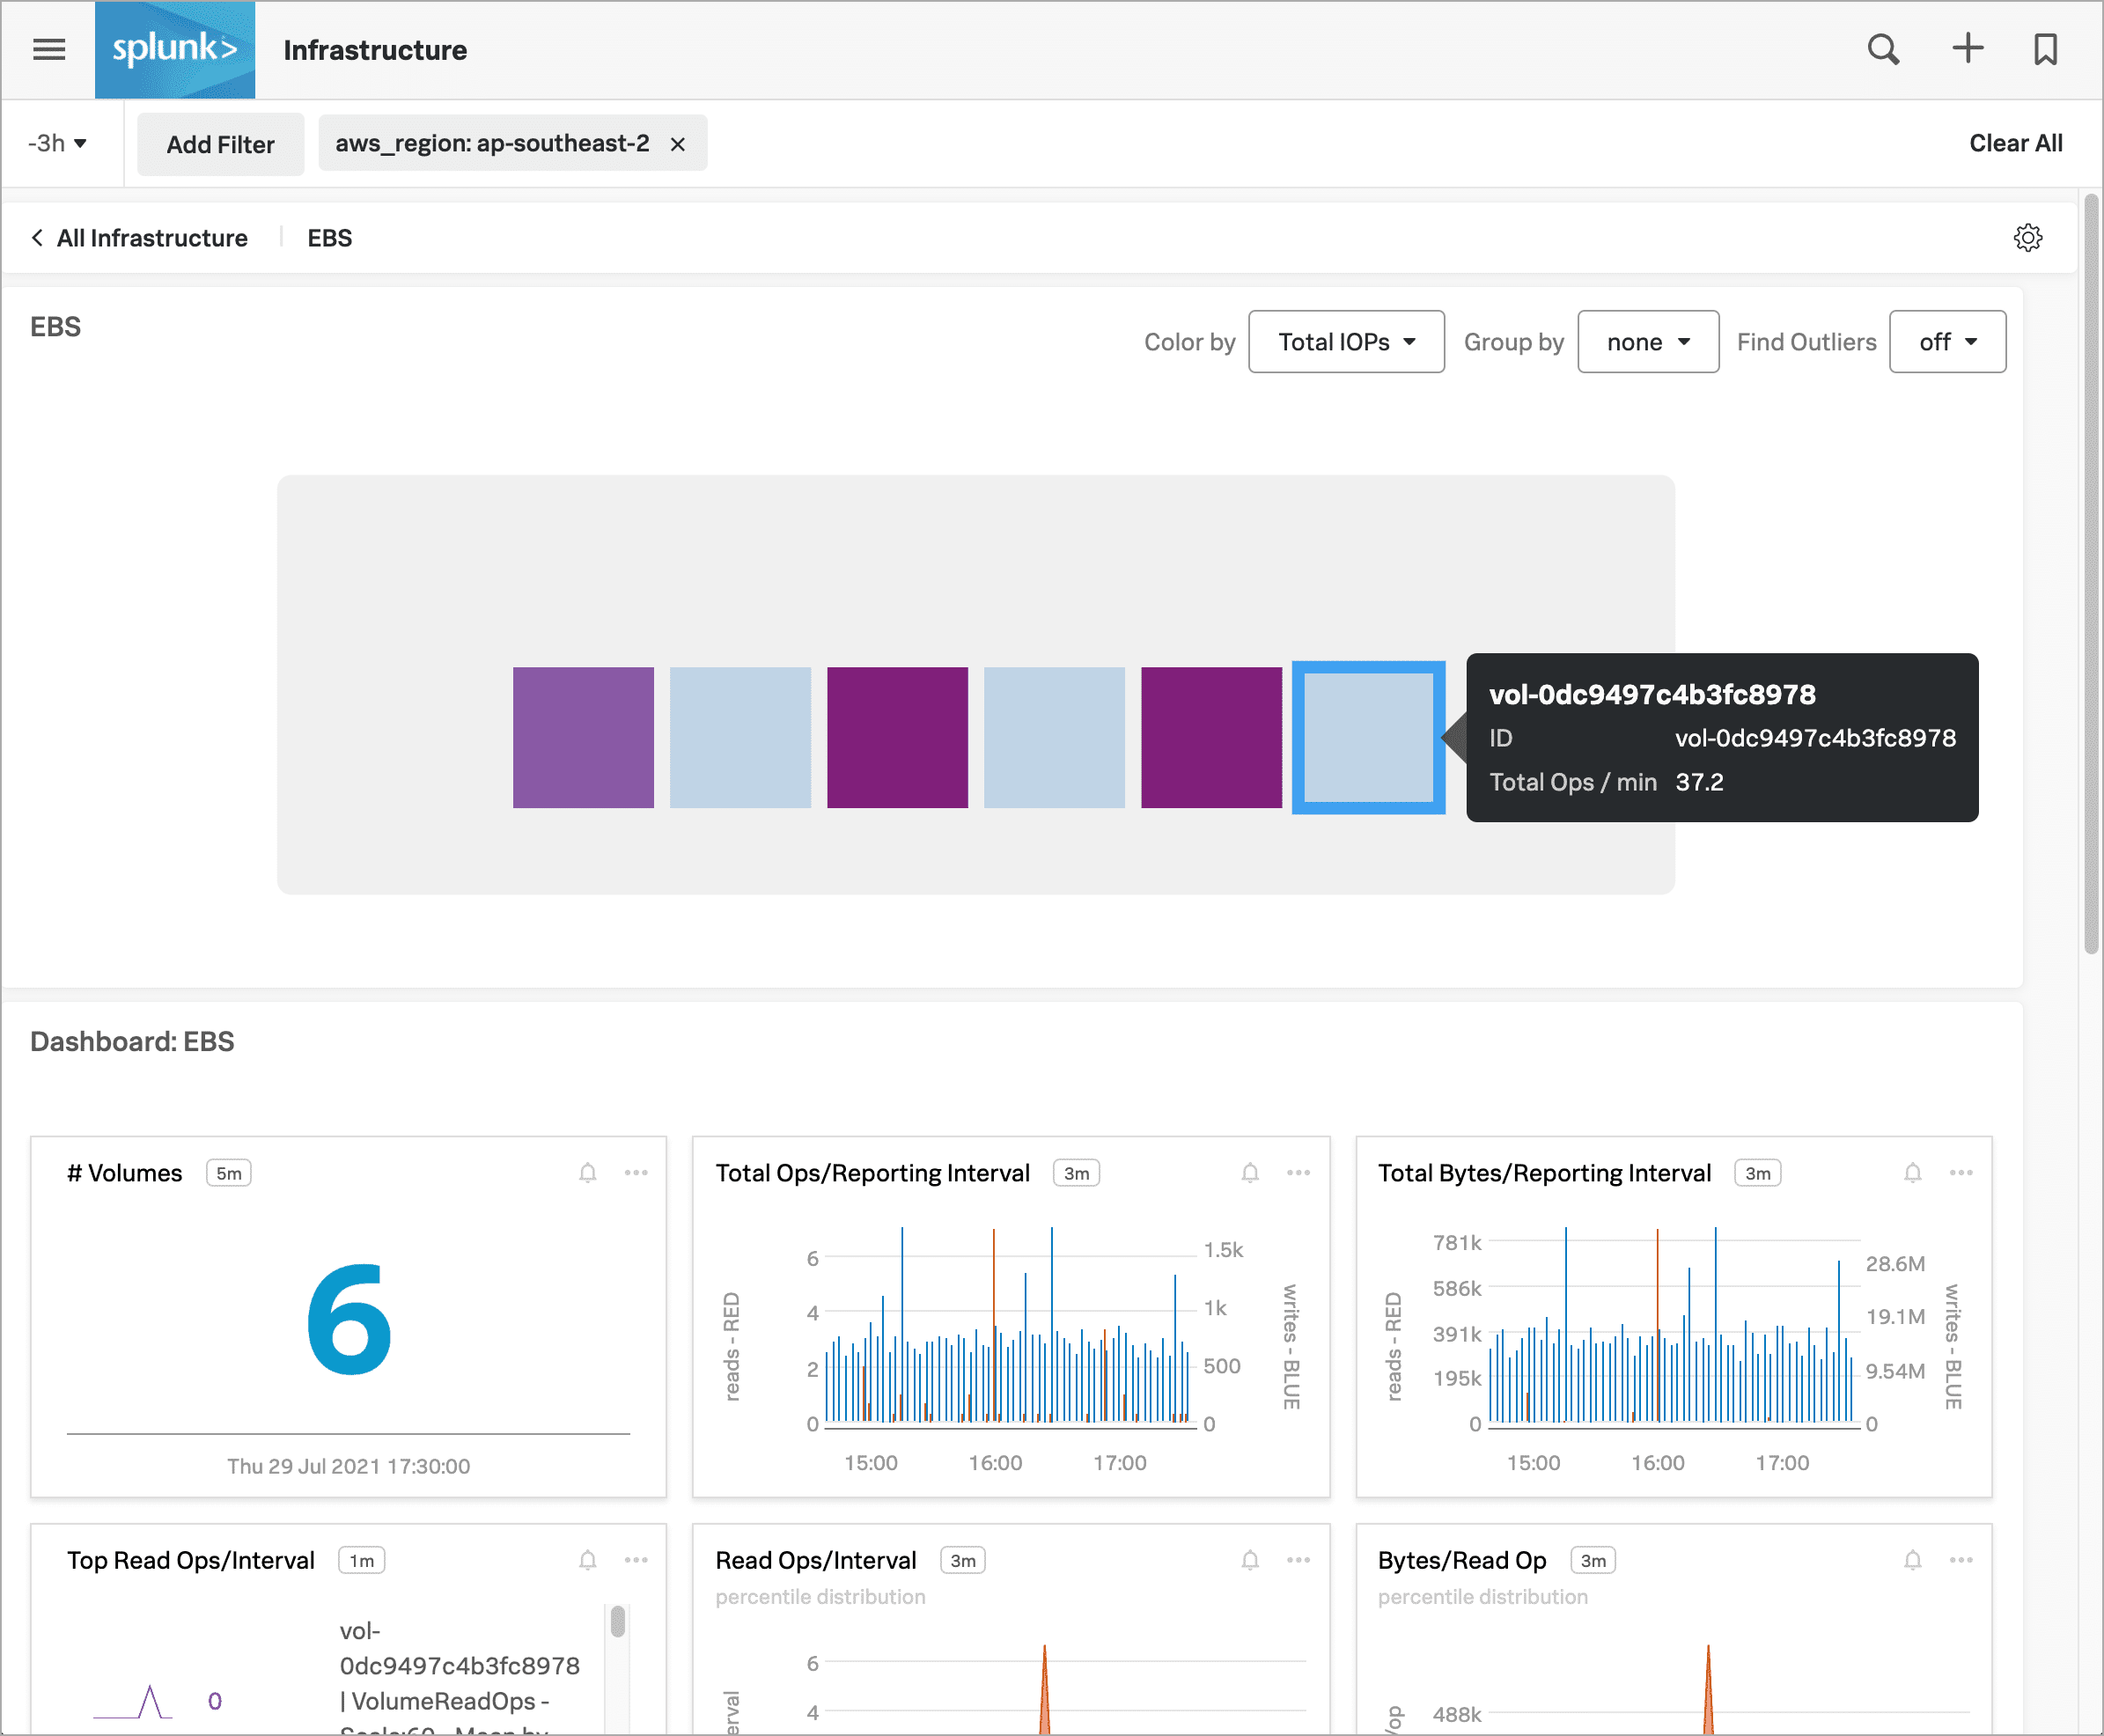 splunk>
Infrastructure
-3h
Add Filter
aws_region: ap-southeast-2 ×
Clear All
All Infrastructure
EBS
EBS
Color by
Total IOPs
Group by
none
Find Outliers
off
vol-0dc9497c4b3fc8978
ID vol-0dc9497c4b3fc8978
Total Ops / min 37.2
Dashboard: EBS
# Volumes 5m
6
Thu 29 Jul 2021 17:30:00
Total Ops/Reporting Interval 3m
reads - RED
6
4
2
0
1.5k
1k
500
0
writes - BLUE
15:00 16:00 17:00
Total Bytes/Reporting Interval 3m
reads - RED
781k
586k
391k
195k
0
28.6M
19.1M
9.54M
0
writes - BLUE
15:00 16:00 17:00
Top Read Ops/Interval 1m
0
vol-
0dc9497c4b3fc8978
| VolumeReadOps -
Read Ops/Interval 3m
percentile distribution
6
4
Bytes/Read Op 3m
percentile distribution
488k